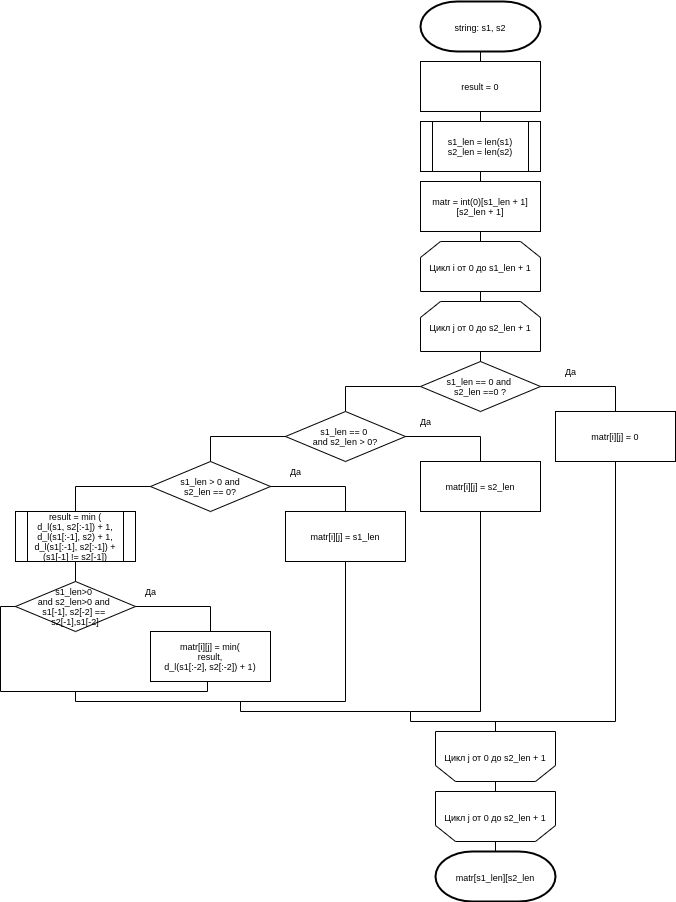 string: s1, s2
result = 0
s1_len = len(s1)
s2_len = len(s2)
matr = int(0)[s1_len + 1]
[s2_len + 1]
Цикл i от 0 до s1_len + 1
Цикл j от 0 до s2_len + 1
s1_len == 0 and
s2_len ==0 ?
Да
matr[i][j] = 0
s1_len == 0
and s2_len > 0?
Да
matr[i][j] = s2_len
s1_len > 0 and
s2_len == 0?
Да
matr[i][j] = s1_len
result = min (
d_l(s1, s2[:-1]) + 1,
d_l(s1[:-1], s2) + 1,
d_l(s1[:-1], s2[:-1]) +
(s1[-1] != s2[-1])
s1_len>0
and s2_len>0 and
s1[-1], s2[-2] ==
s2[-1],s1[-2]
Да
matr[i][j] = min(
result,
d_l(s1[:-2], s2[:-2]) + 1)
Цикл j от 0 до s2_len + 1
Цикл j от 0 до s2_len + 1
matr[s1_len][s2_len